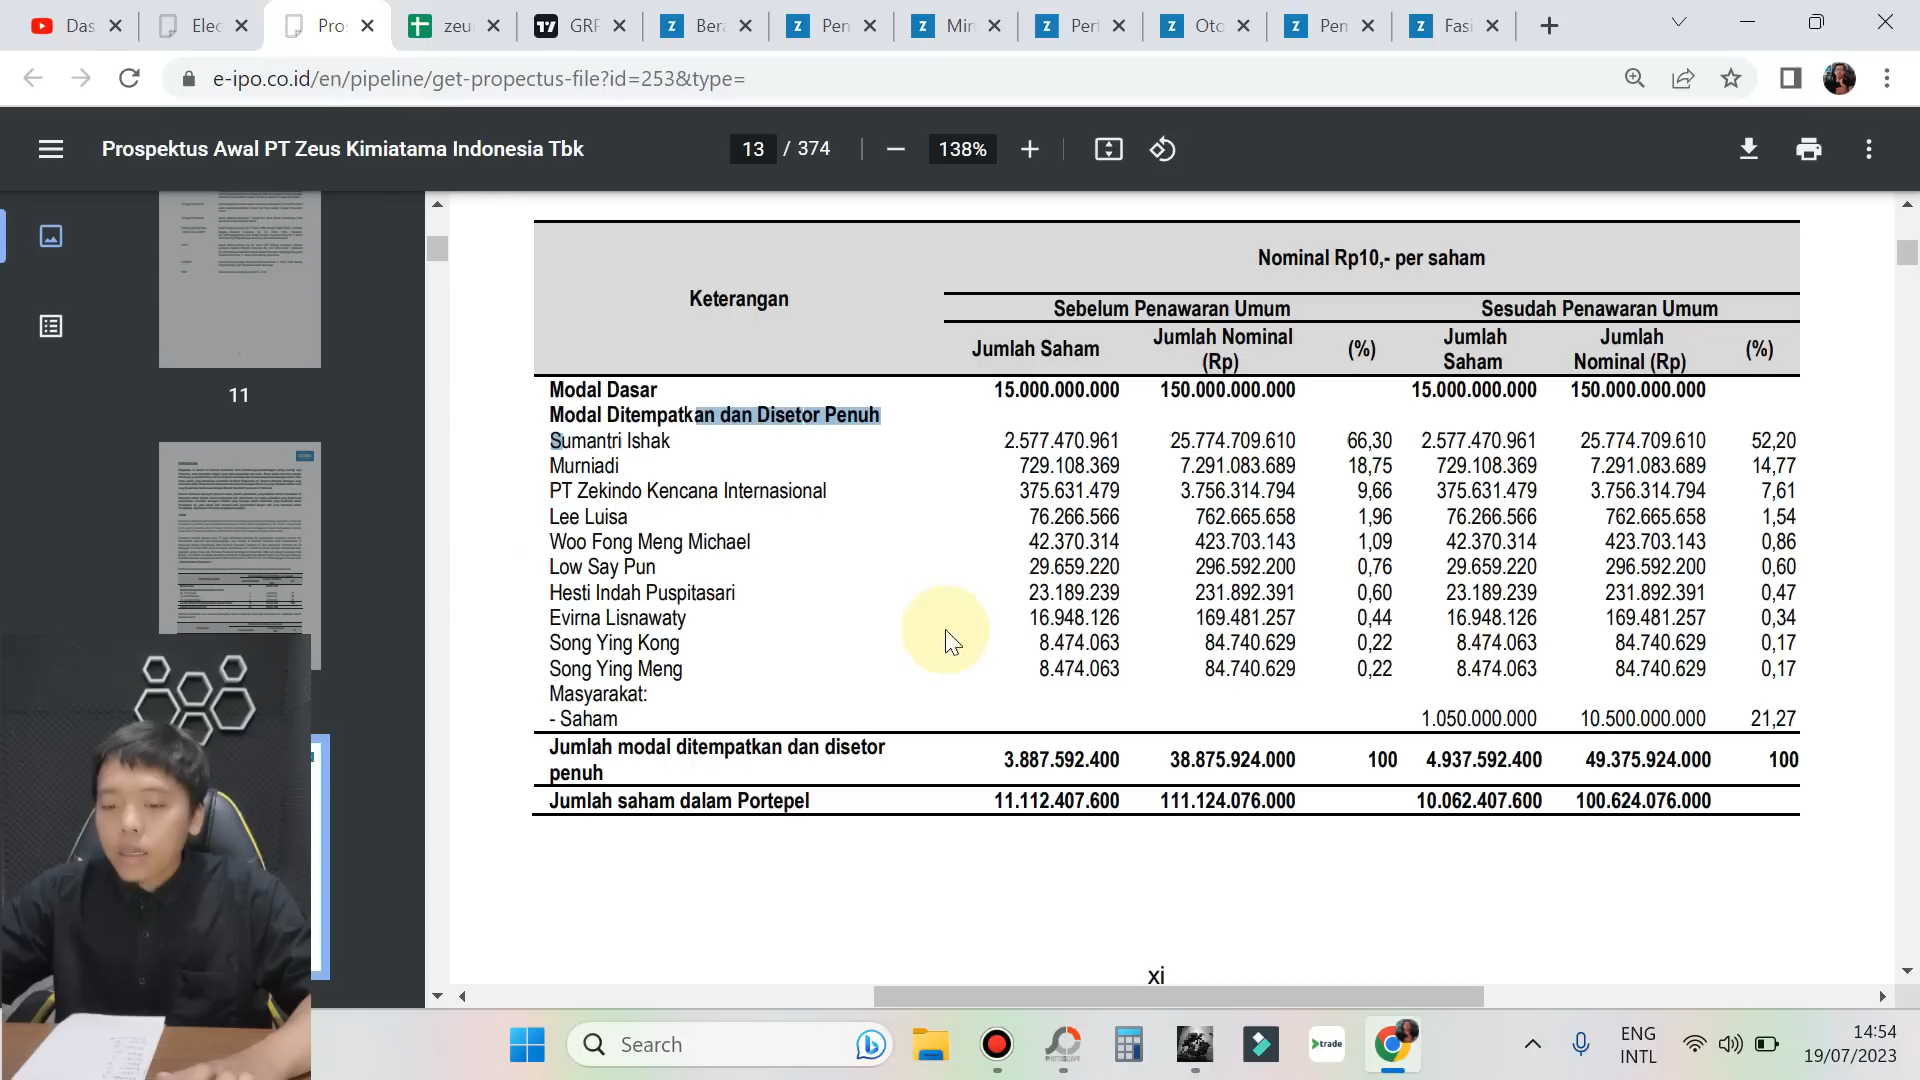 Das
Elec
Pros
zeus
GRP
Bera
Pen
Min
Per
Oto
Pen
Fasi
e-ipo.co.id/en/pipeline/get-propectus-file?id=253&type=
Prospektus Awal PT Zeus Kimiatama Indonesia Tbk
13 / 374
138%
11
Keterangan
Nominal Rp10,- per saham
Sebelum Penawaran Umum Sesudah Penawaran Umum
Jumlah Saham Jumlah Nominal (Rp) (%) Jumlah Saham Jumlah Nominal (Rp) (%)
Modal Dasar 15.000.000.000 150.000.000.000 15.000.000.000 150.000.000.000
Modal Ditempatkan dan Disetor Penuh
Sumantri Ishak 2.577.470.961 25.774.709.610 66,30 2.577.470.961 25.774.709.610 52,20
Murniadi 729.108.369 7.291.083.689 18,75 729.108.369 7.291.083.689 14,77
PT Zekindo Kencana Internasional 375.631.479 3.756.314.794 9,66 375.631.479 3.756.314.794 7,61
Lee Luisa 76.266.566 762.665.658 1,96 76.266.566 762.665.658 1,54
Woo Fong Meng Michael 42.370.314 423.703.143 1,09 42.370.314 423.703.143 0,86
Low Say Pun 29.659.220 296.592.200 0,76 29.659.220 296.592.200 0,60
Hesti Indah Puspitasari 23.189.239 231.892.391 0,60 23.189.239 231.892.391 0,47
Evirna Lisnawaty 16.948.126 169.481.257 0,44 16.948.126 169.481.257 0,34
Song Ying Kong 8.474.063 84.740.629 0,22 8.474.063 84.740.629 0,17
Song Ying Meng 8.474.063 84.740.629 0,22 8.474.063 84.740.629 0,17
Masyarakat:
- Saham 1.050.000.000 10.500.000.000 21,27
Jumlah modal ditempatkan dan disetor penuh 3.887.592.400 38.875.924.000 100 4.937.592.400 49.375.924.000 100
Jumlah saham dalam Portepel 11.112.407.600 111.124.076.000 10.062.407.600 100.624.076.000
xi
Search
PHOTOSCAPE
trade
ENG
INTL
14:54
19/07/2023